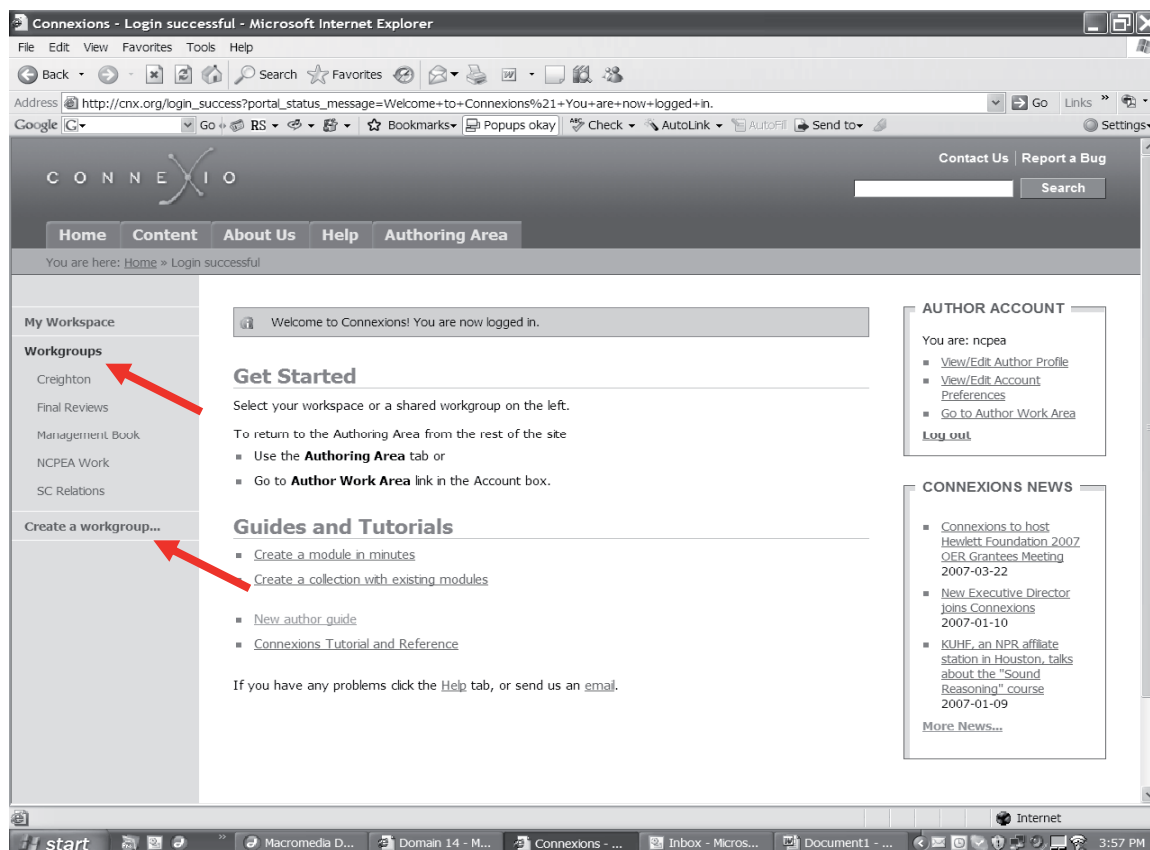 Connexions - Login successful - Microsoft Internet Explorer
File Edit View Favorites Tools Help
Back Search Favorites
Address http://cnx.org/login_success?portal_status_message=Welcome+to+Connexions%21+You+are+now+logged+in. Go Links »
Google G Go RS Bookmarks Popups okay Check AutoLink AutoFill Send to Settings
Contact Us Report a Bug
CONNEXIO
Search
Home Content About Us Help Authoring Area
You are here: Home » Login successful
My Workspace
Workgroups
Creighton
Final Reviews
Management Book
NCPEA Work
SC Relations
Create a workgroup...
Welcome to Connexions! You are now logged in.
Get Started
Select your workspace or a shared workgroup on the left.
To return to the Authoring Area from the rest of the site
Use the Authoring Area tab or
Go to Author Work Area link in the Account box.
Guides and Tutorials
Create a module in minutes
Create a collection with existing modules
New author guide
Connexions Tutorial and Reference
If you have any problems click the Help tab, or send us an email.
AUTHOR ACCOUNT
You are: ncpea
View/Edit Author Profile
View/Edit Account
Preferences
Go to Author Work Area
Log out
CONNEXIONS NEWS
Connexions to host
Hewlett Foundation 2007
OER Grantees Meeting
2007-03-22
New Executive Director
joins Connexions
2007-01-10
KUHF, an NPR affiliate
station in Houston, talks
about the "Sound
Reasoning" course
2007-01-09
More News...
Internet
start » Macromedia D... Domain 14 - M... Connexions - ... Inbox - Micros... Document1 - ... 3:57 PM